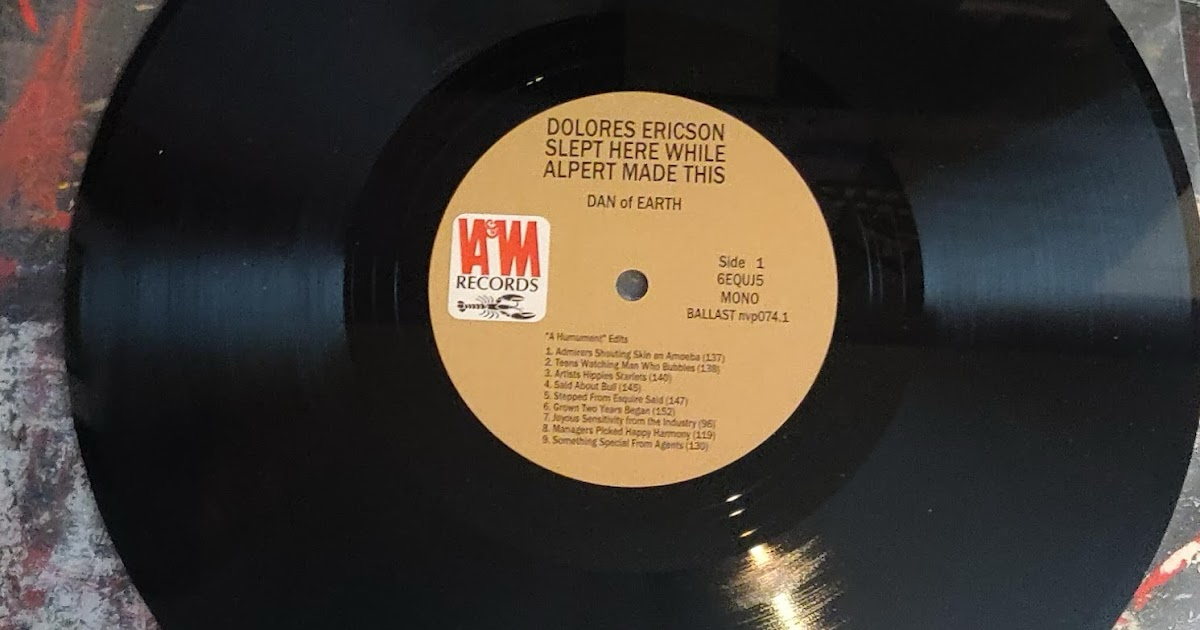 DOLORES ERICSON
SLEPT HERE WHILE
ALPERT MADE THIS
DAN of EARTH
A&M
RECORDS
Side 1
6EQUJ5
MONO
BALLAST nvp074.1
"A Humument" Edits
1. Admirers Shouting Skin an Amoeba (137)
2. Teens Watching Man Who Bubbles (138)
3. Artists Hippies Starlets (140)
4. Said About Bull (145)
5. Stepped From Esquire Said (147)
6. Grown Two Years Began (152)
7. Joyous Sensitivity from the Industry (96)
8. Managers Picked Happy Harmony (119)
9. Something Special From Agents (130)